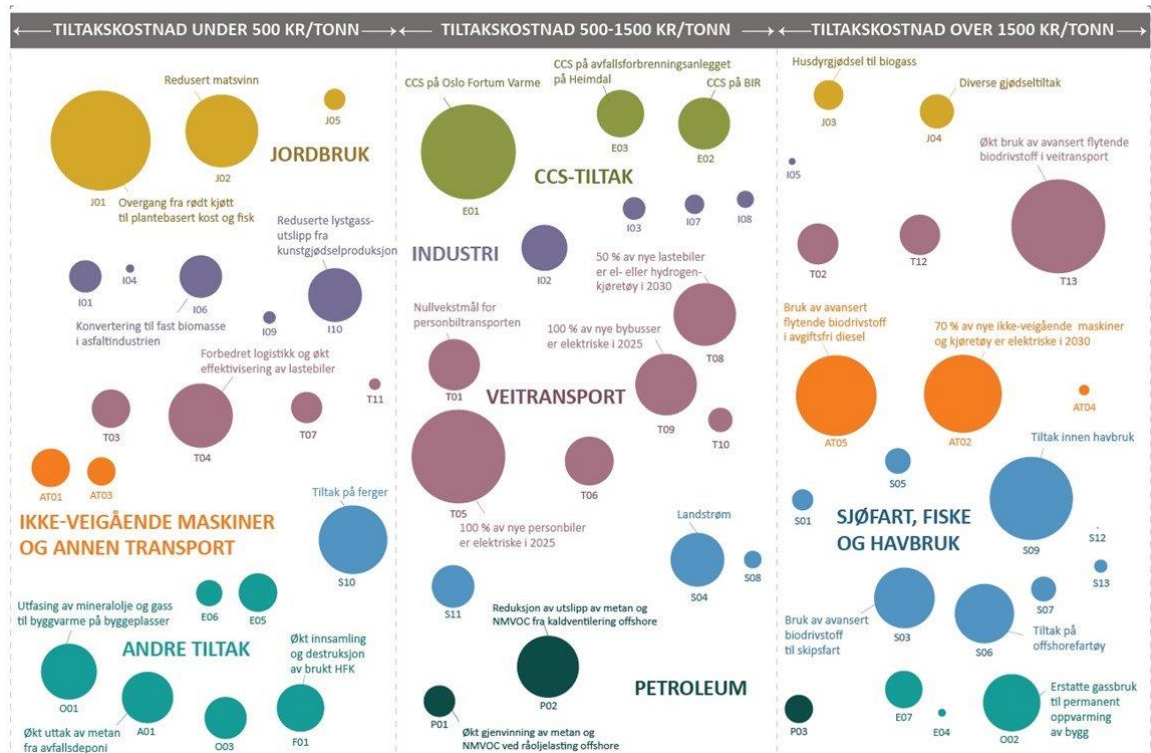 TILTAKSKOSTNAD UNDER 500 KR/TONN
TILTAKSKOSTNAD 500-1500 KR/TONN
TILTAKSKOSTNAD OVER 1500 KR/TONN
Redusert matsvinn
J05
J01
J02
JORDBRUK
Overgang fra rødt kjøtt
til plantebasert kost og fisk
Reduserte lystgass-
utslipp fra
kunstgjødselproduksjon
I01
I04
I06
I09
I10
Konvertering til fast biomasse
i asfaltindustrien
Forbedret logistikk og økt
effektivisering av lastebiler
T03
T04
T07
T11
AT01
AT03
IKKE-VEIGÅENDE MASKINER
OG ANNEN TRANSPORT
Tiltak på ferger
S10
Utfasing av mineralolje og gass
til byggvarme på byggeplasser
E06
E05
ANDRE TILTAK
Økt innsamling
og destruksjon
av brukt HFK
O01
A01
O03
F01
Økt uttak av metan
fra avfallsdeponi
CCS på Oslo Fortum Varme
CCS på avfallsforbrenningsanlegget
på Heimdal
CCS på BIR
E03
E02
E01
CCS-TILTAK
I03
I07
I08
INDUSTRI
I02
50 % av nye lastebiler
er el- eller hydrogen-
kjøretøy i 2030
T08
Nullvekstmål for
personbiltransporten
100 % av nye bybusser
er elektriske i 2025
T01
VEITRANSPORT
T09
T10
T05
T06
100 % av nye personbiler
er elektriske i 2025
Landstrøm
S11
S04
S08
Reduksjon av utslipp av metan og
NMVOC fra kaldventilering offshore
P01
P02
PETROLEUM
Økt gjenvinning av metan og
NMVOC ved råoljelasting offshore
Husdyrgjødsel til biogass
Diverse gjødseltiltak
J03
J04
I05
Økt bruk av avansert flytende
biodrivstoff i veitransport
T02
T12
T13
Bruk av avansert
flytende biodrivstoff
i avgiftsfri diesel
70 % av nye ikke-veigående maskiner
og kjøretøy er elektriske i 2030
AT05
AT02
AT04
Tiltak innen havbruk
S05
S01
SJØFART, FISKE
OG HAVBRUK
S09
S12
S13
S07
Bruk av avansert
biodrivstoff
til skipsfart
S03
S06
Tiltak på
offshorefartøy
P03
E07
E04
O02
Erstatte gassbruk
til permanent
oppvarming
av bygg